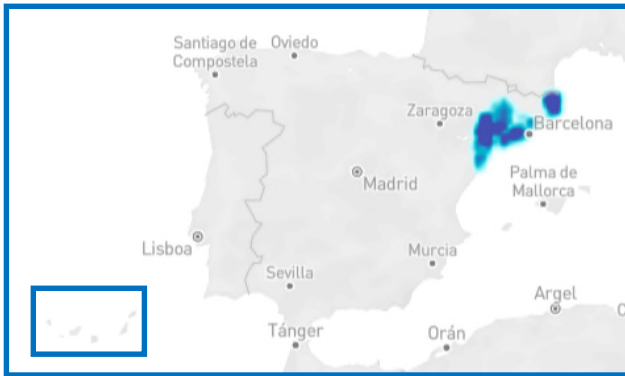 Santiago de
Compostela
Oviedo
Zaragoza
Barcelona
Madrid
Palma de
Mallorca
Lisboa
Murcia
Sevilla
Argel
Tánger
Orán